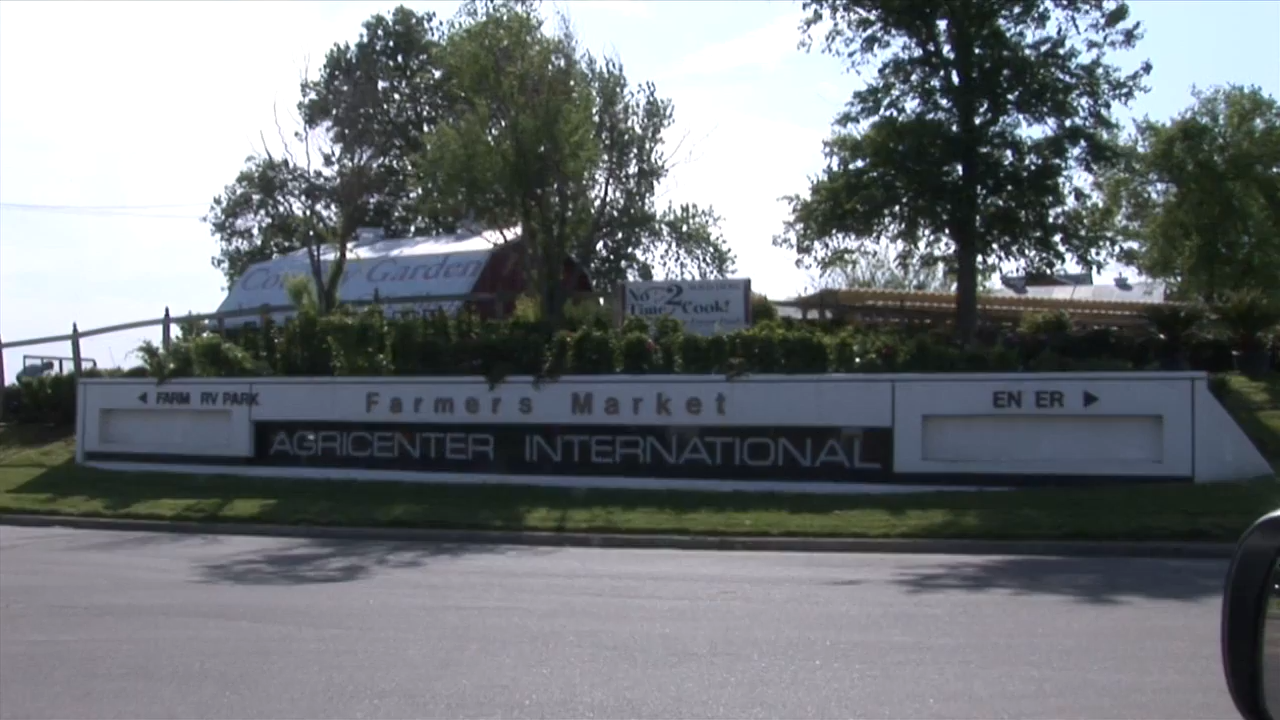 Garden
No 2
Time Cook!
FARM RV PARK
Farmers Market
EN ER
AGRICENTER INTERNATIONAL